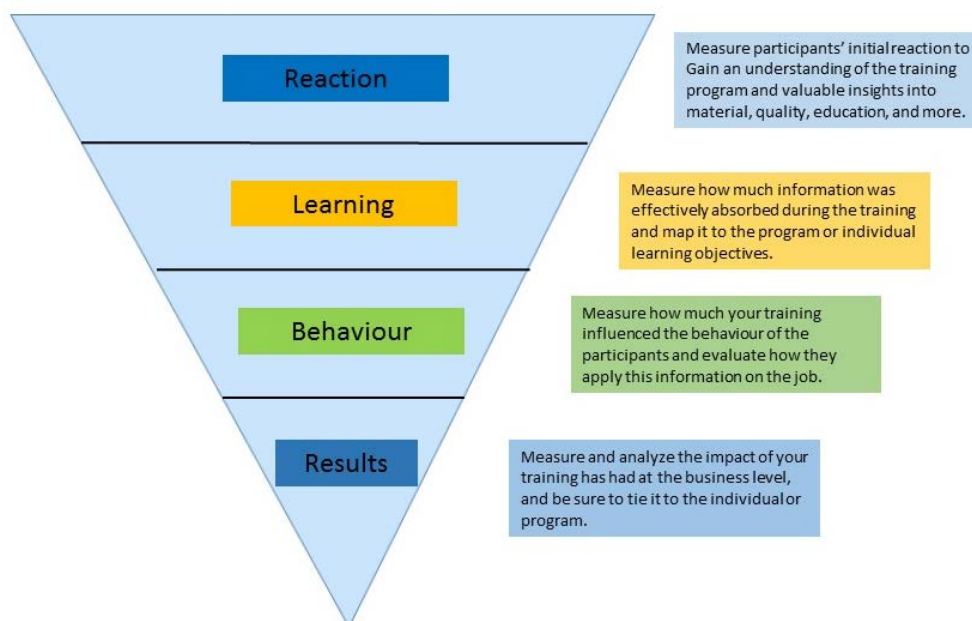 Reaction
Measure participants' initial reaction to
Gain an understanding of the training
program and valuable insights into
material, quality, education, and more.
Learning
Measure how much information was
effectively absorbed during the training
and map it to the program or individual
learning objectives.
Behaviour
Measure how much your training
influenced the behaviour of the
participants and evaluate how they
apply this information on the job.
Results
Measure and analyze the impact of your
training has had at the business level,
and be sure to tie it to the individual or
program.